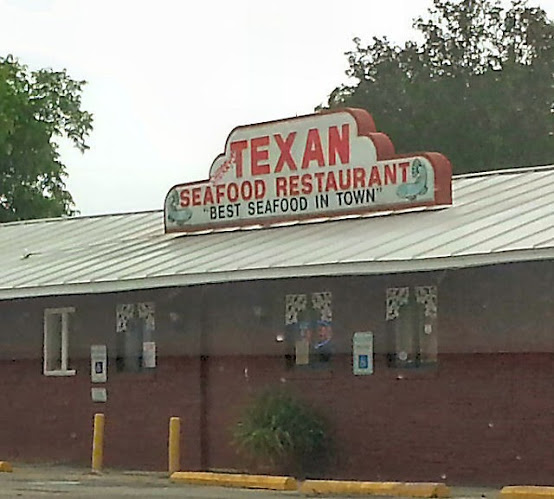 TEXAN
SEAFOOD RESTAURANT
"BEST SEAFOOD IN TOWN"